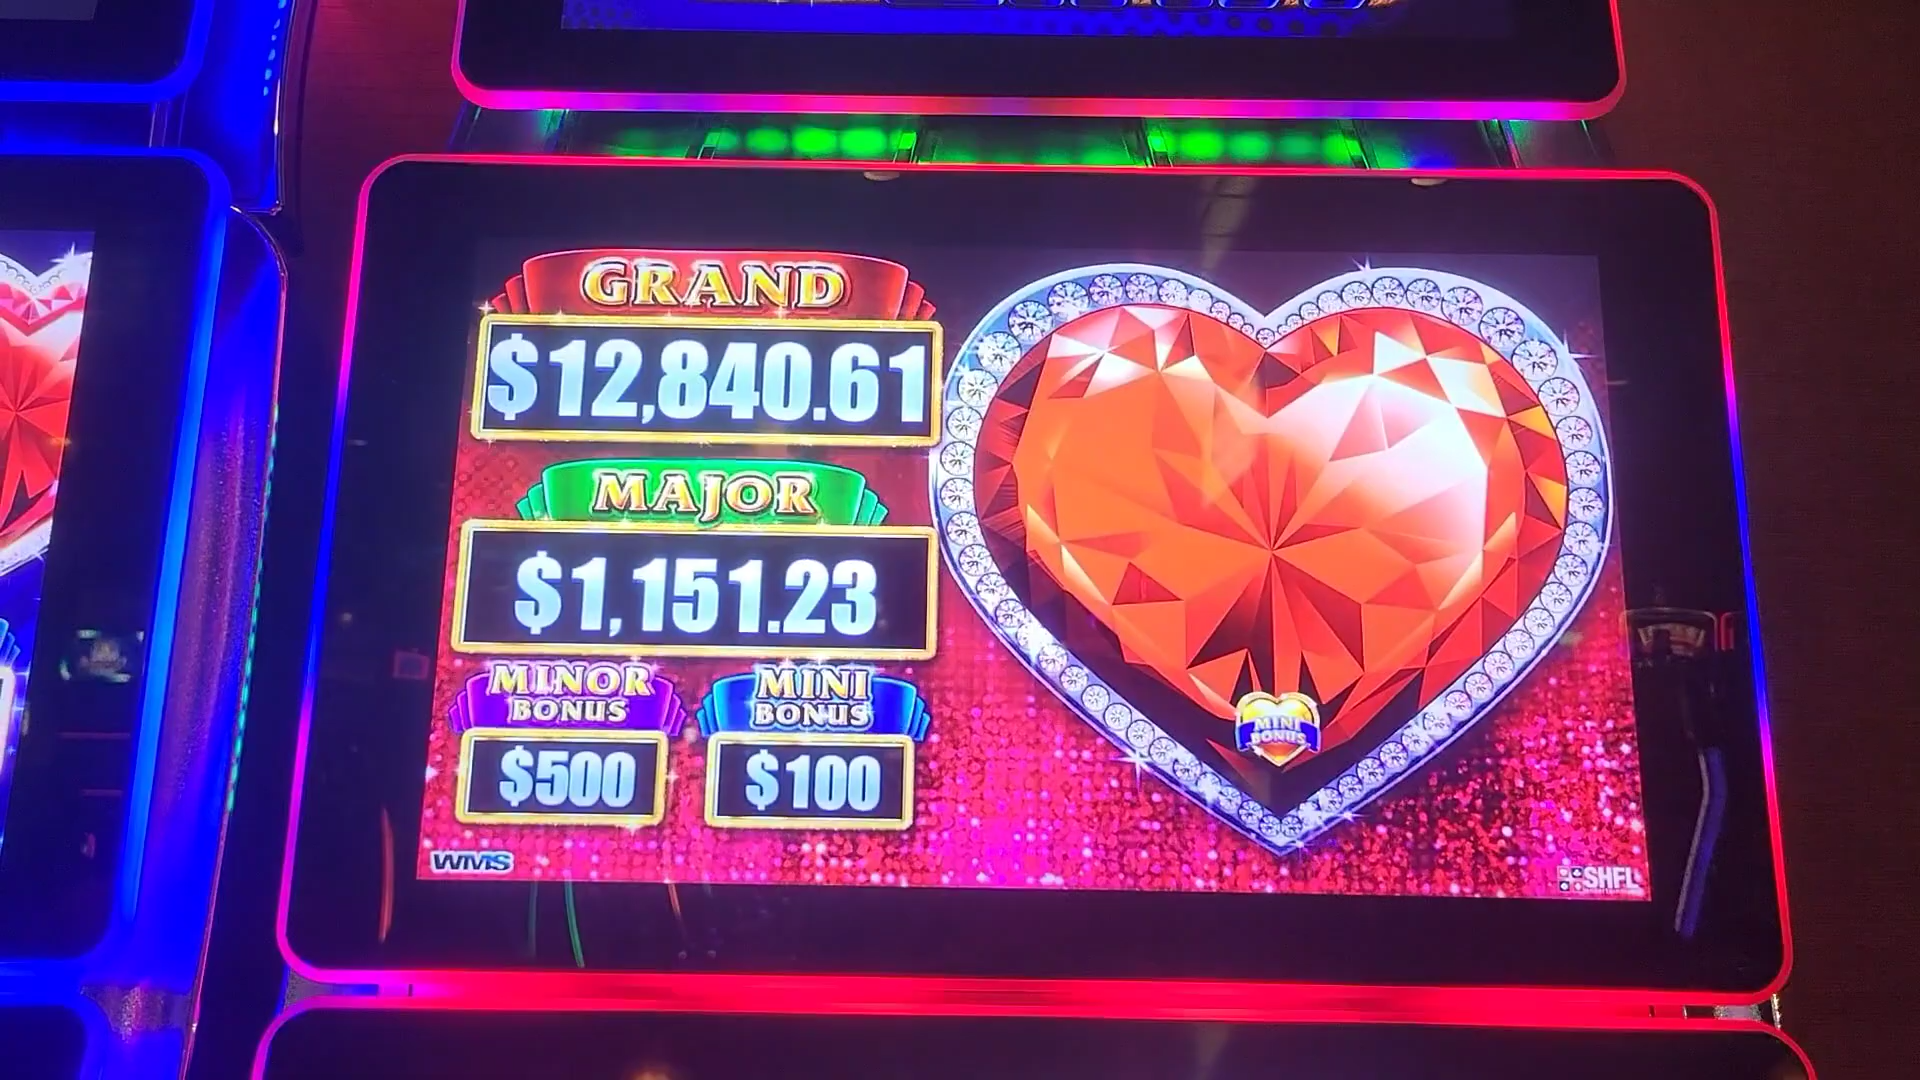 GRAND
$12,840.61
MAJOR
$1,151.23
MINOR
BONUS
$500
MINI
BONUS
$100
MINI
BONUS
WMS
SHFL